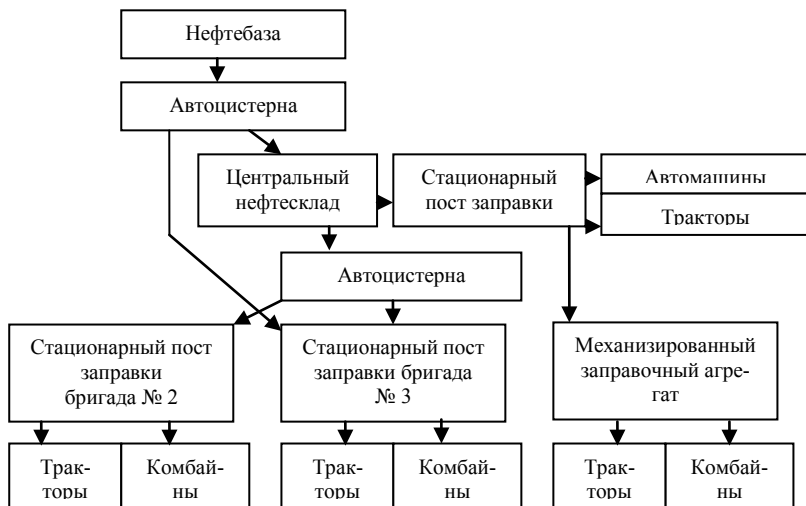 Нефтебаза
Автоцистерна
Центральный
нефтесклад
Стационарный
пост заправки
Автомашины
Тракторы
Автоцистерна
Стационарный пост
заправки
бригада № 2
Стационарный пост
заправки бригада
№ 3
Механизированный
заправочный агре-
гат
Трак-
торы
Комбай-
ны
Трак-
торы
Комбай-
ны
Трак-
торы
Комбай-
ны